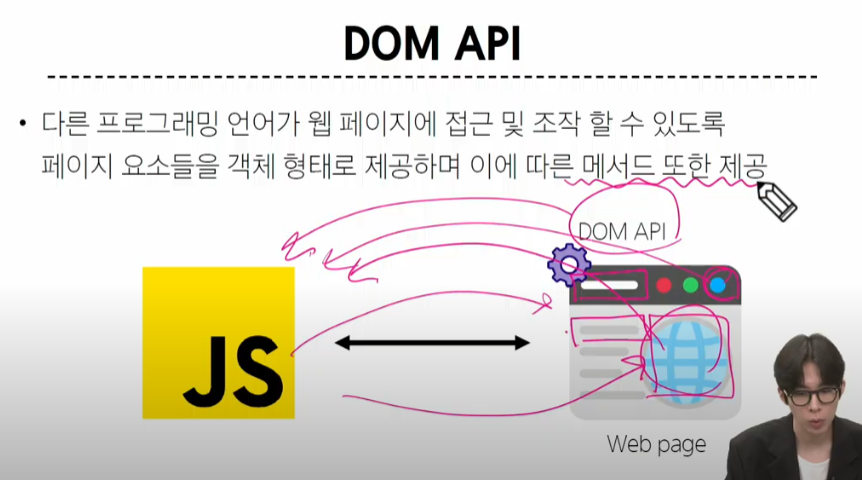 DOM API
• 다른 프로그래밍 언어가 웹 페이지에 접근 및 조작 할 수 있도록
페이지 요소들을 객체 형태로 제공하며 이에 따른 메서드 또한 제공
DOM API
JS
Web page